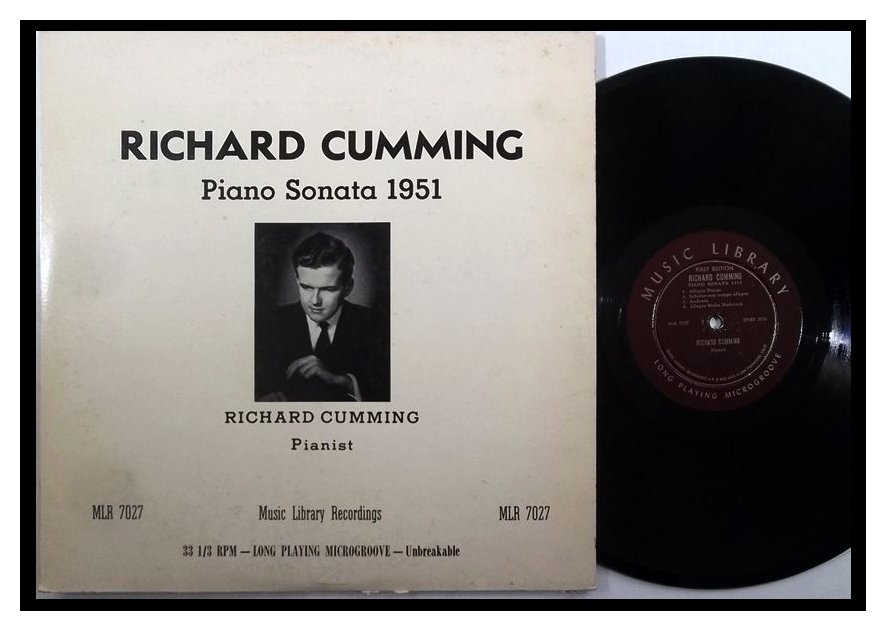 RICHARD CUMMING
Piano Sonata 1951
RICHARD CUMMING
Pianist
MLR 7027
Music Library Recordings
MLR 7027
33 1/3 RPM — LONG PLAYING MICROGROOVE — Unbreakable
MUSIC LIBRARY
FIRST EDITION
RICHARD CUMMING
PIANO SONATA 1951
MLR 7027
RICHARD CUMMING
Pianist
LONG PLAYING MICROGROOVE